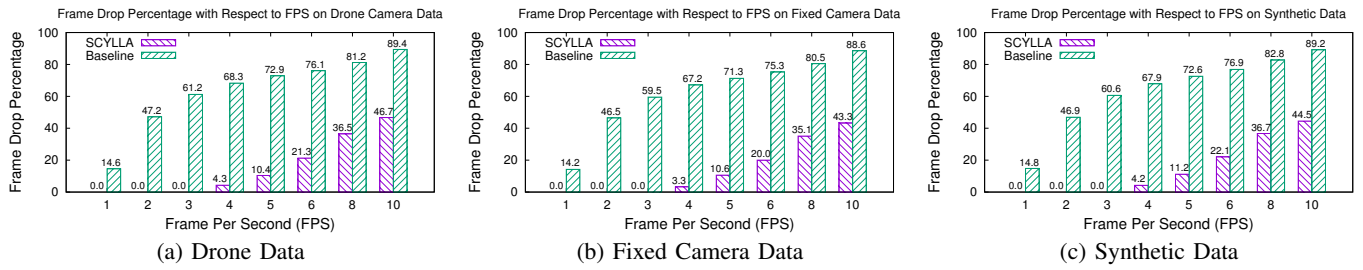 Frame Drop Percentage with Respect to FPS on Drone Camera Data
Frame Drop Percentage
100
80
60
40
20
0
SCYLLA
Baseline
0.0 14.6 0.0 47.2 0.0 61.2 4.3 68.3 10.4 72.9 21.3 76.1 36.5 81.2 46.7 89.4
1 2 3 4 5 6 8 10
Frame Per Second (FPS)
(a) Drone Data
Frame Drop Percentage with Respect to FPS on Fixed Camera Data
Frame Drop Percentage
100
80
60
40
20
0
SCYLLA
Baseline
0.0 14.2 0.0 46.5 0.0 59.5 3.3 67.2 10.6 71.3 20.0 75.3 35.1 80.5 43.3 88.6
1 2 3 4 5 6 8 10
Frame Per Second (FPS)
(b) Fixed Camera Data
Frame Drop Percentage with Respect to FPS on Synthetic Data
Frame Drop Percentage
100
80
60
40
20
0
SCYLLA
Baseline
0.0 14.8 0.0 46.9 0.0 60.6 4.2 67.9 11.2 72.6 22.1 76.9 36.7 82.8 44.5 89.2
1 2 3 4 5 6 8 10
Frame Per Second (FPS)
(c) Synthetic Data